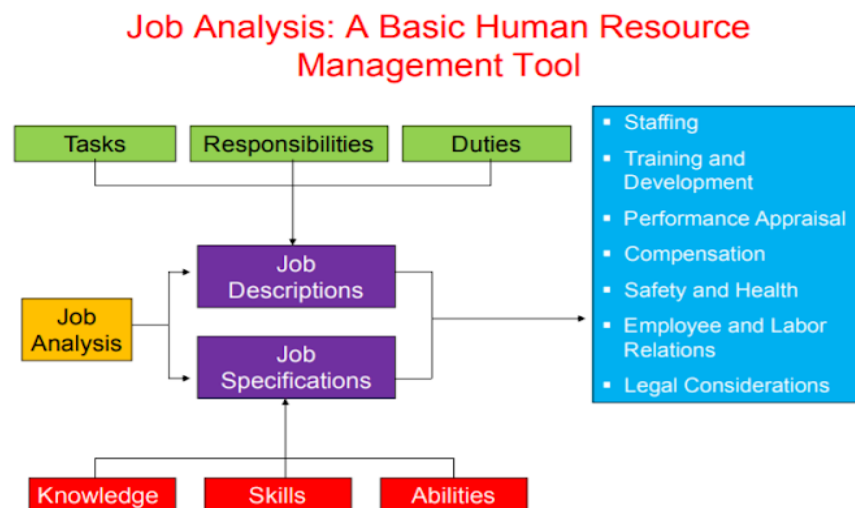 Job Analysis: A Basic Human Resource
Management Tool
Tasks
Responsibilities
Duties
Job
Descriptions
Job
Analysis
Job
Specifications
Knowledge
Skills
Abilities
▪ Staffing
▪ Training and
Development
▪ Performance Appraisal
▪ Compensation
▪ Safety and Health
▪ Employee and Labor
Relations
▪ Legal Considerations